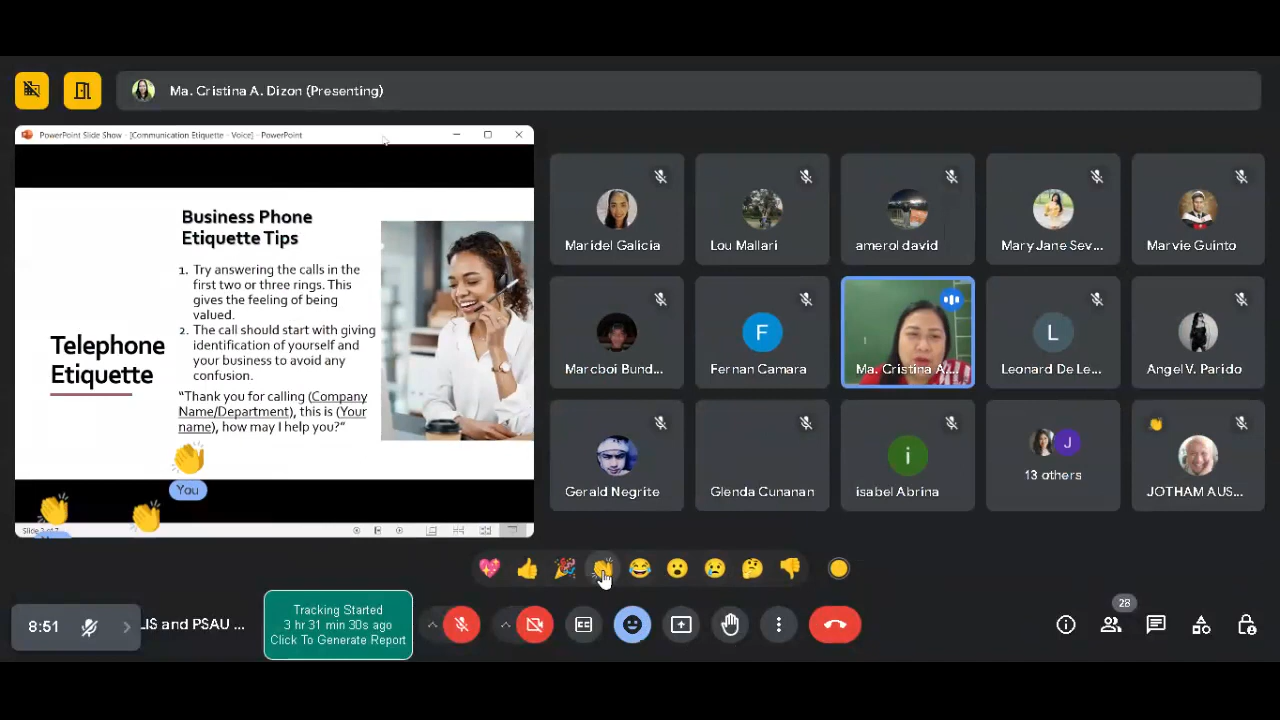 Ma. Cristina A. Dizon (Presenting)
PowerPoint Slide Show - [Communication Etiquette - Voice] - PowerPoint
Business Phone
Etiquette Tips
1. Try answering the calls in the
first two or three rings. This
gives the feeling of being
valued.
2. The call should start with giving
identification of yourself and
your business to avoid any
confusion.
“Thank you for calling (Company
Name/Department), this is (Your
name), how may I help you?”
Telephone
Etiquette
You
Maridel Galicia
Lou Mallari
amerol david
Mary Jane Sev...
Marvie Guinto
Marcboi Bund...
F
Fernan Camara
Ma. Cristina A....
L
Leonard De Le...
Angel V. Parido
Gerald Negrite
Glenda Cunanan
i
isabel Abrina
J
13 others
JOTHAM AUS...
8:51
LIS and PSAU ...
Tracking Started
3 hr 31 min 30s ago
Click To Generate Report
28